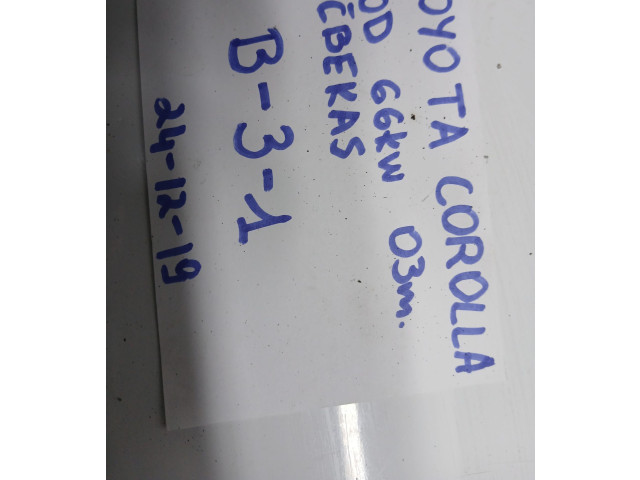 OYOTA COROLLA
OD 66kW 03m.
ČBEKAS
B-3-1
24-12-19